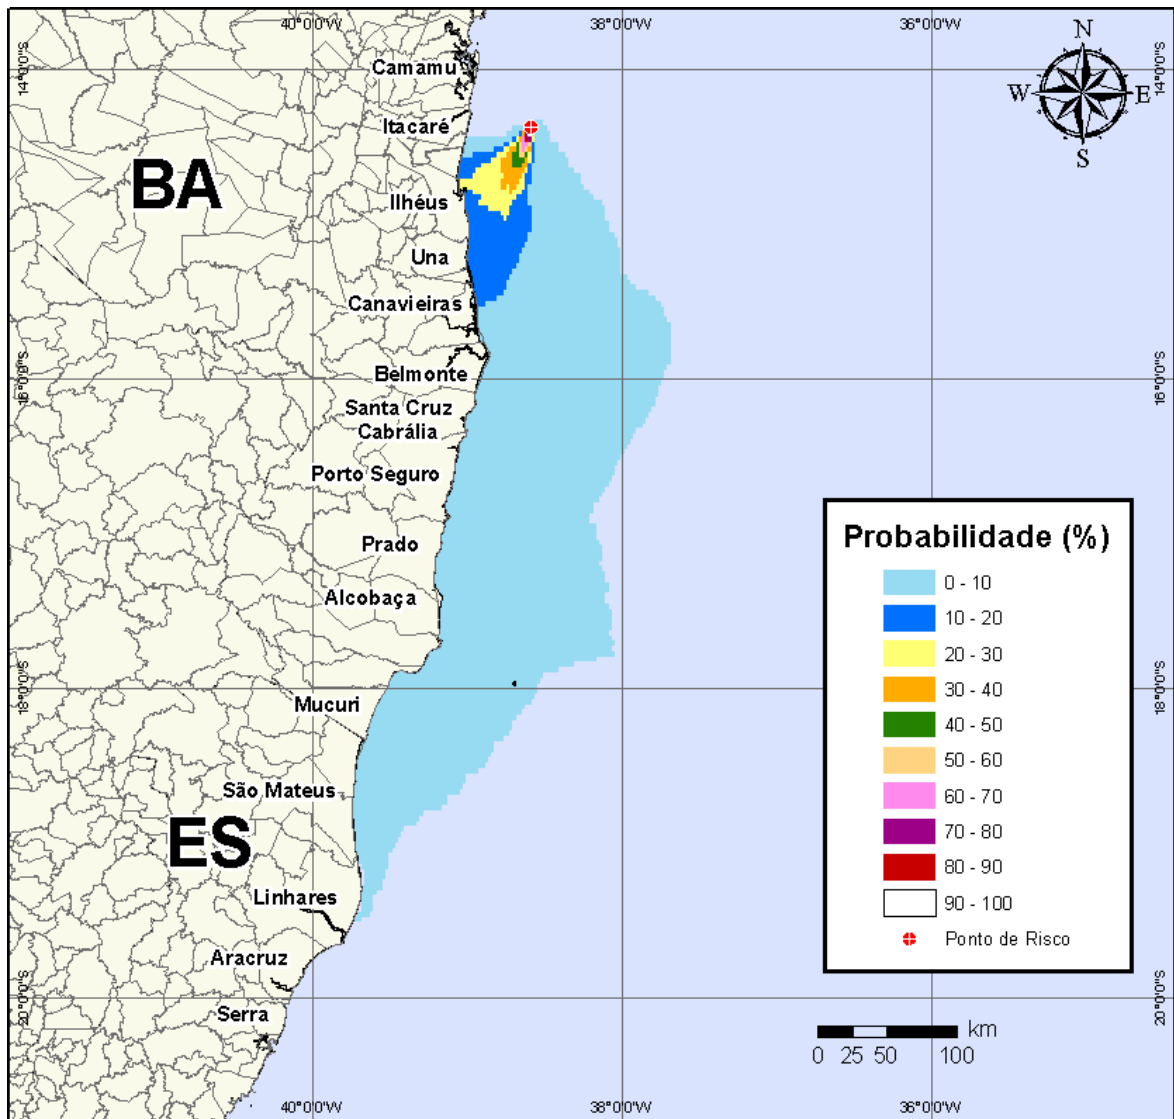 40°0'0"W
38°0'0"W
36°0'0"W
N
W
E
S
14°0'0"S
14°0'0"S
Camamu
Itacaré
BA
Ilhéus
Una
Canavieiras
16°0'0"S
16°0'0"S
Belmonte
Santa Cruz
Cabrália
Porto Seguro
Prado
Alcobaça
18°0'0"S
18°0'0"S
Mucuri
São Mateus
ES
Linhares
Aracruz
20°0'0"S
20°0'0"S
Serra
Probabilidade (%)
0 - 10
10 - 20
20 - 30
30 - 40
40 - 50
50 - 60
60 - 70
70 - 80
80 - 90
90 - 100
Ponto de Risco
km
0 25 50 100
40°0'0"W
38°0'0"W
36°0'0"W